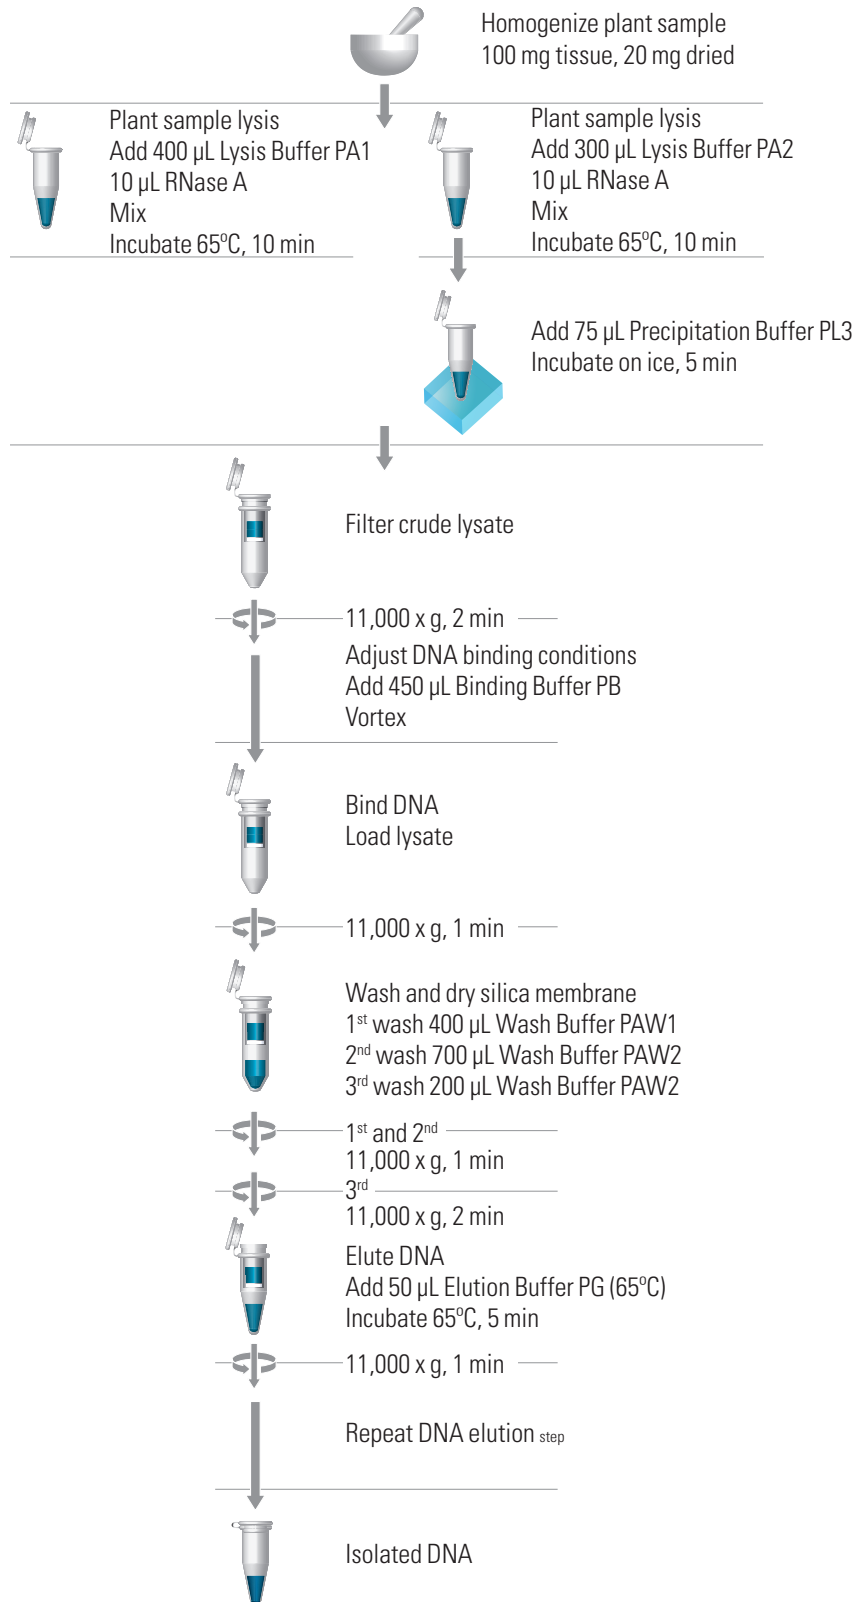 Homogenize plant sample
100 mg tissue, 20 mg dried
Plant sample lysis
Add 400 µL Lysis Buffer PA1
10 µL RNase A
Mix
Incubate 65ºC, 10 min
Plant sample lysis
Add 300 µL Lysis Buffer PA2
10 µL RNase A
Mix
Incubate 65ºC, 10 min
Add 75 µL Precipitation Buffer PL3
Incubate on ice, 5 min
Filter crude lysate
11,000 x g, 2 min
Adjust DNA binding conditions
Add 450 µL Binding Buffer PB
Vortex
Bind DNA
Load lysate
11,000 x g, 1 min
Wash and dry silica membrane
1st wash 400 µL Wash Buffer PAW1
2nd wash 700 µL Wash Buffer PAW2
3rd wash 200 µL Wash Buffer PAW2
1st and 2nd
11,000 x g, 1 min
3rd
11,000 x g, 2 min
Elute DNA
Add 50 µL Elution Buffer PG (65ºC)
Incubate 65ºC, 5 min
11,000 x g, 1 min
Repeat DNA elution step
Isolated DNA